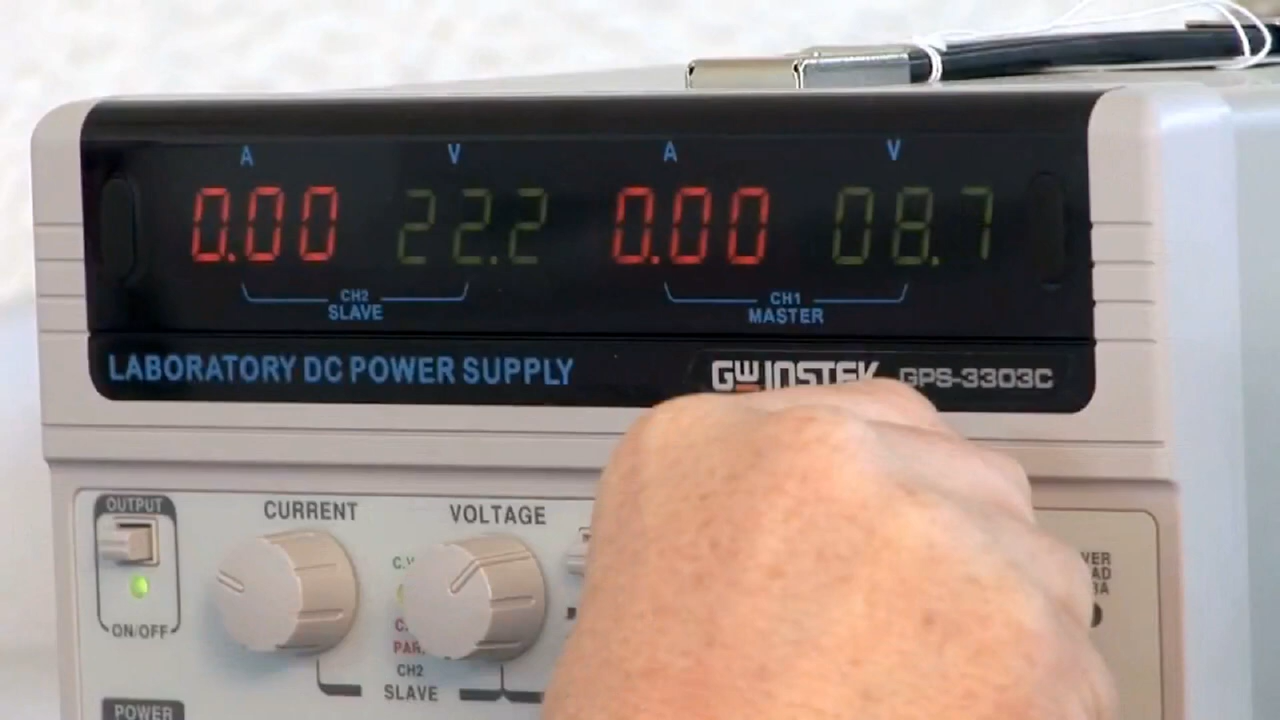 A V A V
0.00 22.2 0.00 08.7
CH2 CH1
SLAVE MASTER
LABORATORY DC POWER SUPPLY GW INSTEK GPS-3303C
OUTPUT
CURRENT VOLTAGE
C.V
C.
PAR.
ON/OFF
CH2
SLAVE
POWER